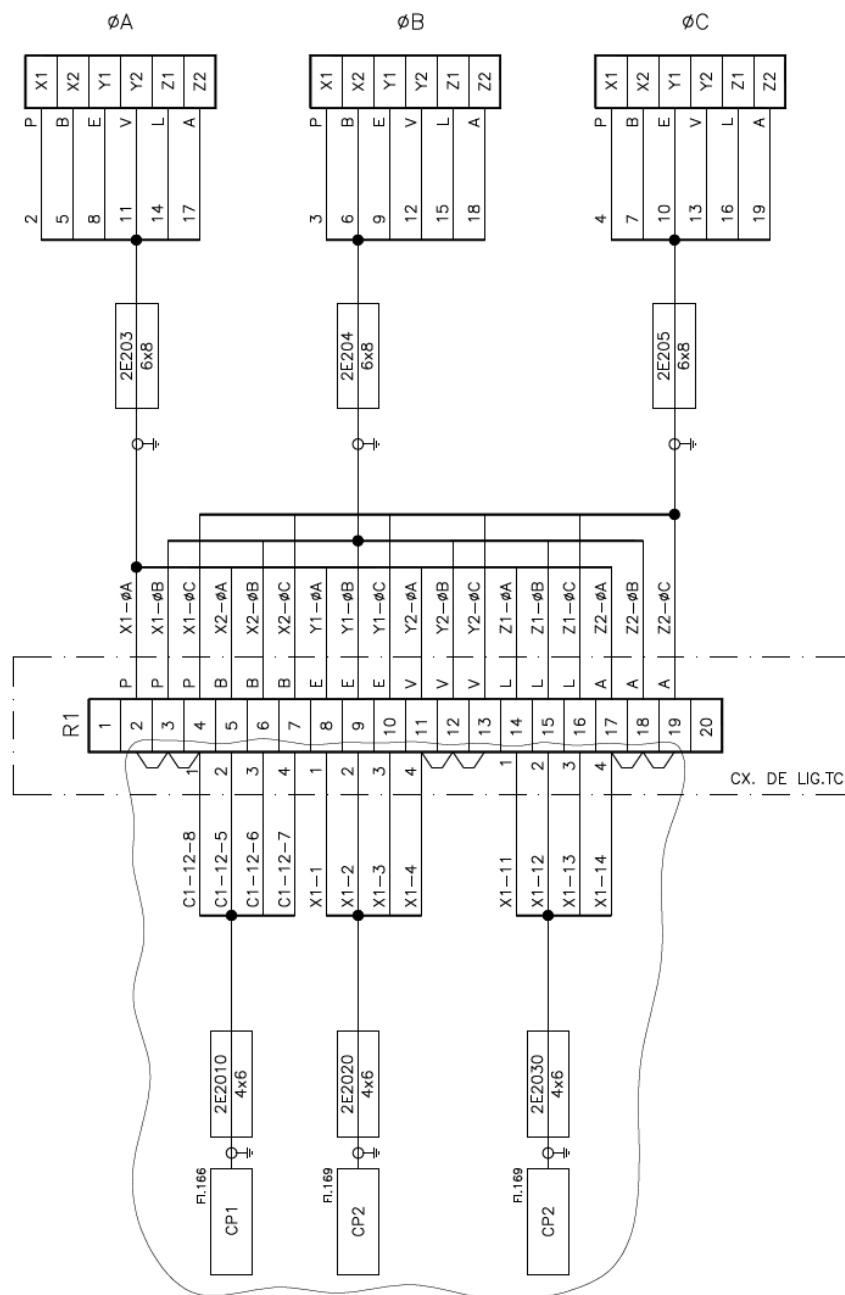 øA
øB
øC
X1 X2 Y1 Y2 Z1 Z2
X1 X2 Y1 Y2 Z1 Z2
X1 X2 Y1 Y2 Z1 Z2
P B E V L A
P B E V L A
P B E V L A
2 5 8 11 14 17
3 6 9 12 15 18
4 7 10 13 16 19
2E203
6x8
2E204
6x8
2E205
6x8
X1-øA X1-øB X1-øC X2-øA X2-øB X2-øC Y1-øA Y1-øB Y1-øC Y2-øA Y2-øB Y2-øC Z1-øA Z1-øB Z1-øC Z2-øA Z2-øB Z2-øC
P P P B B B E E E V V V L L L A A A
R1
1 2 3 4 5 6 7 8 9 10 11 12 13 14 15 16 17 18 19 20
1 2 3 4 1 2 3 4 1 2 3 4
CX. DE LIG.TC
C1-12-8 C1-12-5 C1-12-6 C1-12-7
X1-1 X1-2 X1-3 X1-4
X1-11 X1-12 X1-13 X1-14
2E2010
4x6
2E2020
4x6
2E2030
4x6
Fl.166
CP1
Fl.169
CP2
Fl.169
CP2